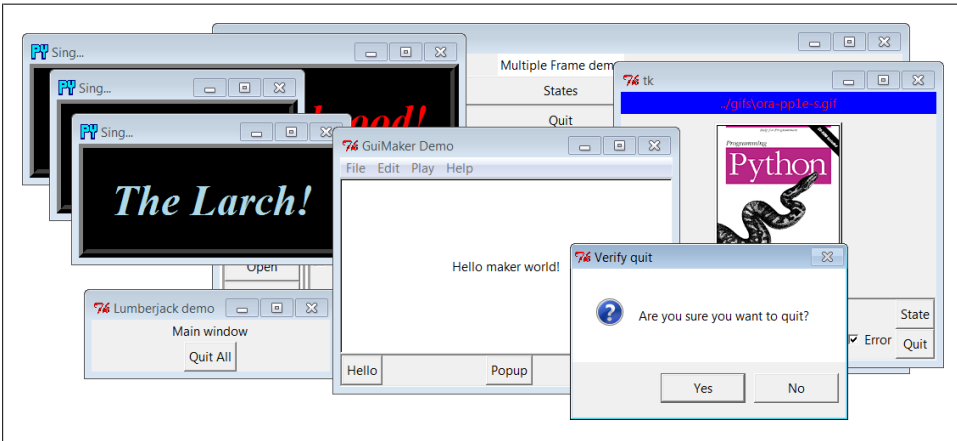 Sing...
Multiple Frame dem
tk
States
../gifs\ora-pp1e-s.gif
Sing...
Quit
Sing...
GuiMaker Demo
Programming
Python
File Edit Play Help
The Larch!
Hello maker world!
Verify quit
Open
Are you sure you want to quit?
Lumberjack demo
State
Main window
Error
Quit
Quit All
Hello
Popup
Yes
No